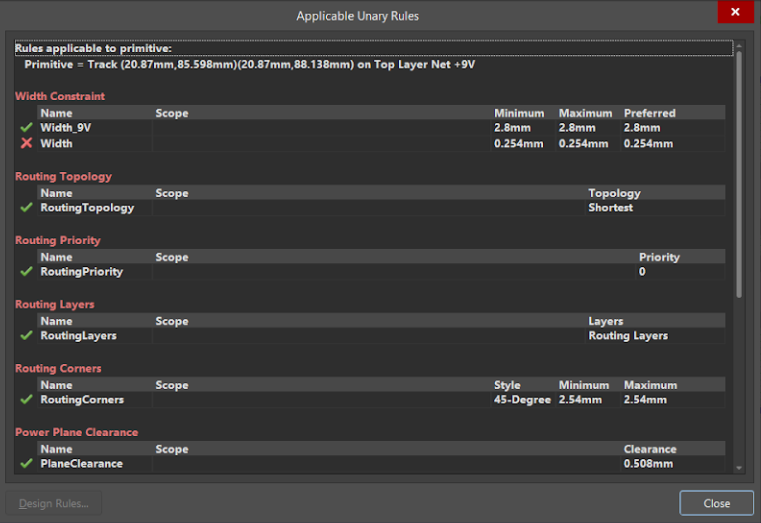 Applicable Unary Rules
Rules applicable to primitive:
Primitive = Track (20.87mm,85.598mm)(20.87mm,88.138mm) on Top Layer Net +9V
Width Constraint
Name Scope Minimum Maximum Preferred
Width_9V 2.8mm 2.8mm 2.8mm
Width 0.254mm 0.254mm 0.254mm
Routing Topology
Name Scope Topology
RoutingTopology Shortest
Routing Priority
Name Scope Priority
RoutingPriority 0
Routing Layers
Name Scope Layers
RoutingLayers Routing Layers
Routing Corners
Name Scope Style Minimum Maximum
RoutingCorners 45-Degree 2.54mm 2.54mm
Power Plane Clearance
Name Scope Clearance
PlaneClearance 0.508mm
Design Rules... Close